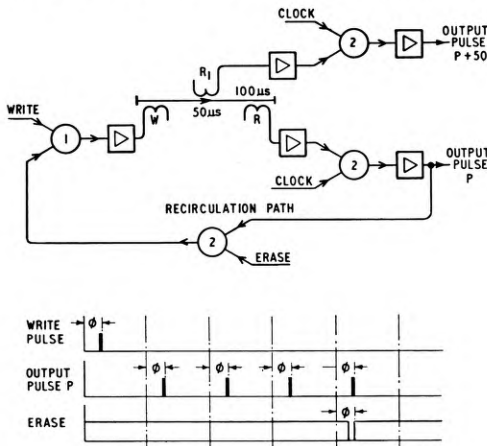 CLOCK
2
OUTPUT
PULSE
P+50
R1
100µs
WRITE
1
W
50µs
R
2
OUTPUT
PULSE
P
CLOCK
RECIRCULATION PATH
2
ERASE
WRITE
PULSE
ø
OUTPUT
PULSE P
ø
ø
ø
ø
ERASE
ø